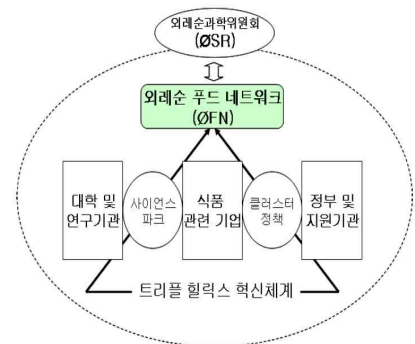 외레순과학위원회
(ØSR)
외레순 푸드 네트워크
(ØFN)
대학 및
연구기관
사이언스
파크
식품
관련 기업
클러스터
정책
정부 및
지원기관
트리플 힐릭스 혁신체계